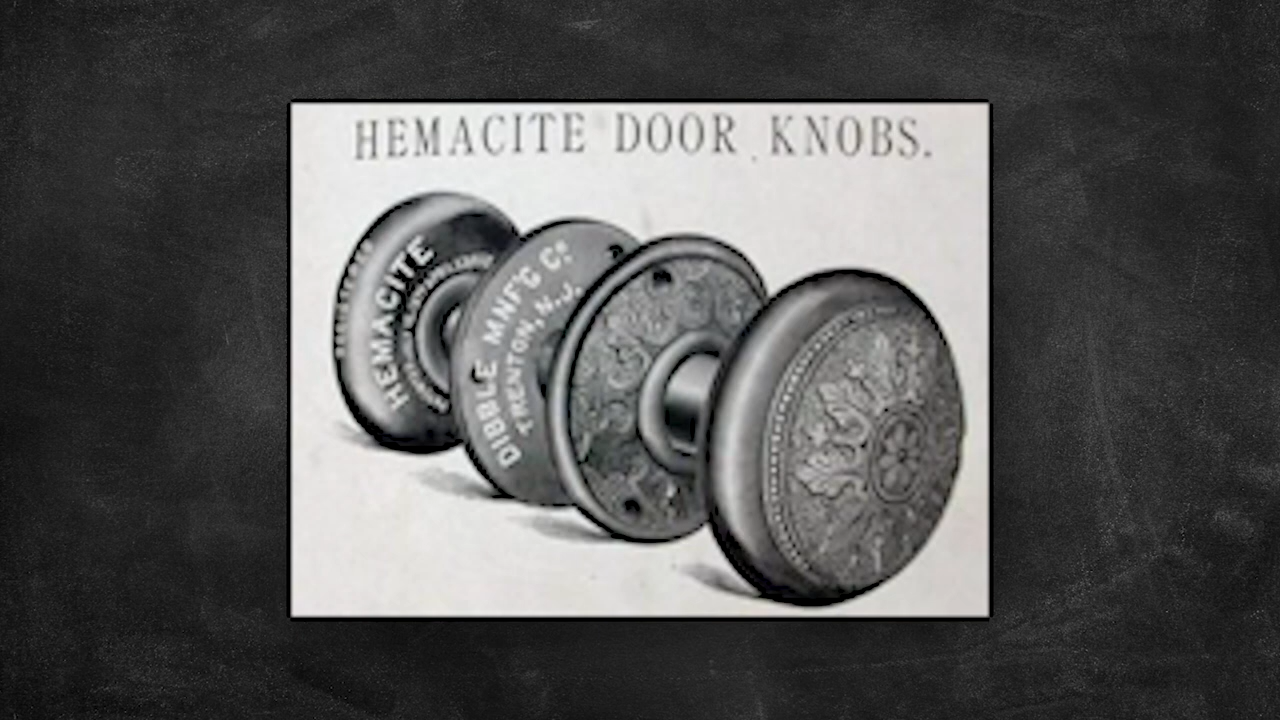 HEMACITE DOOR KNOBS.
HEMACITE
DIBBLE MNF'G Co.
TRENTON, N.J.